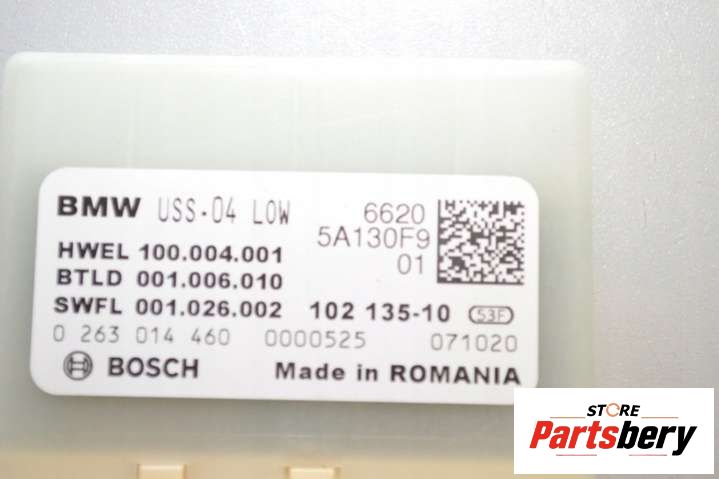 BMW USS-04 LOW
6620
5A130F9
01
HWEL 100.004.001
BTLD 001.006.010
SWFL 001.026.002 102 135-10 53F
0 263 014 460 0000525 071020
BOSCH Made in ROMANIA
STORE
Partsbery